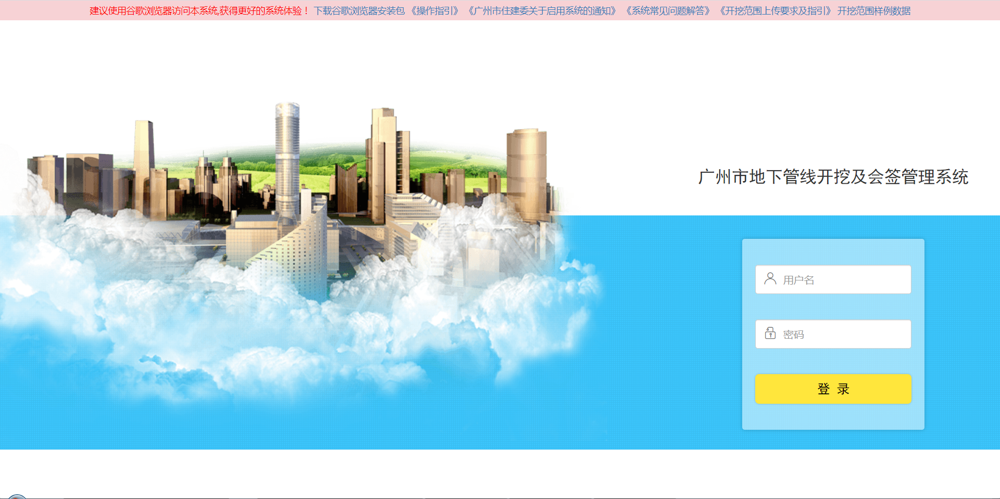 建议使用谷歌浏览器访问本系统,获得更好的系统体验！ 下载谷歌浏览器安装包 《操作指引》 《广州市住建委关于启用系统的通知》 《系统常见问题解答》 《开挖范围上传要求及指引》 开挖范围样例数据
广州市地下管线开挖及会签管理系统
用户名
密码
登 录